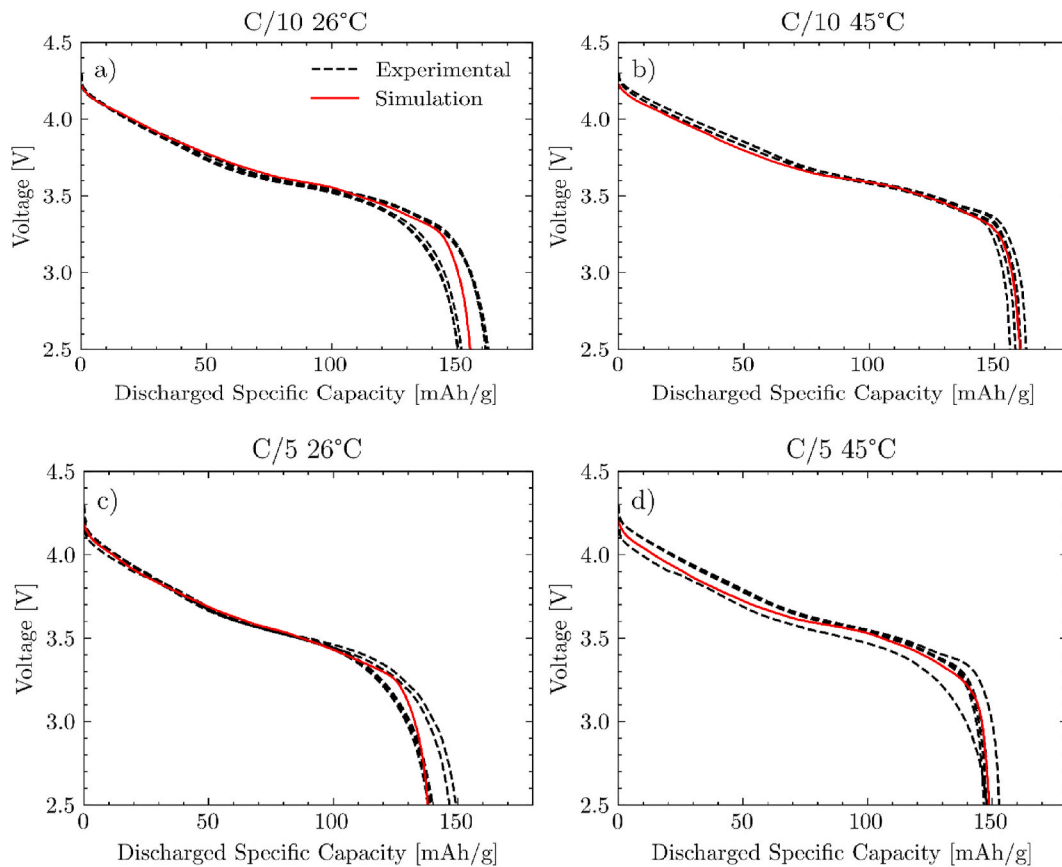 C/10 26°C
C/10 45°C
4.5
4.0
3.5
3.0
2.5
Voltage [V]
a)
Experimental
Simulation
0
50
100
150
Discharged Specific Capacity [mAh/g]
4.5
4.0
3.5
3.0
2.5
Voltage [V]
b)
0
50
100
150
Discharged Specific Capacity [mAh/g]
C/5 26°C
C/5 45°C
4.5
4.0
3.5
3.0
2.5
Voltage [V]
c)
0
50
100
150
Discharged Specific Capacity [mAh/g]
4.5
4.0
3.5
3.0
2.5
Voltage [V]
d)
0
50
100
150
Discharged Specific Capacity [mAh/g]